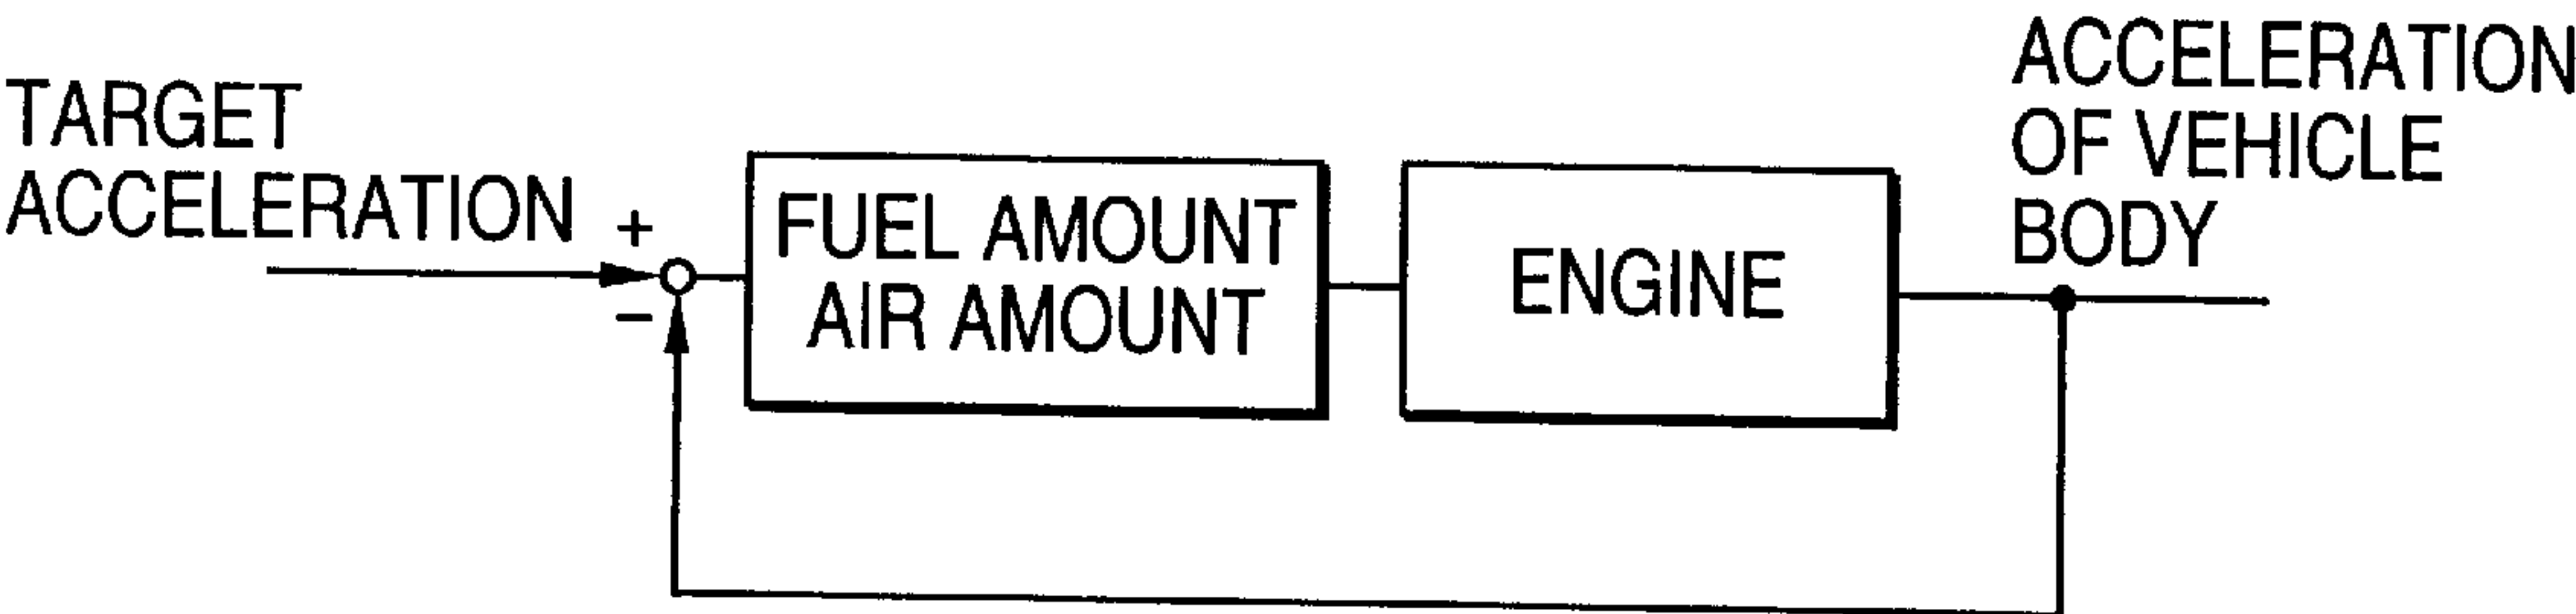 TARGET
ACCELERATION
+
−
FUEL AMOUNT
AIR AMOUNT
ENGINE
ACCELERATION
OF VEHICLE
BODY